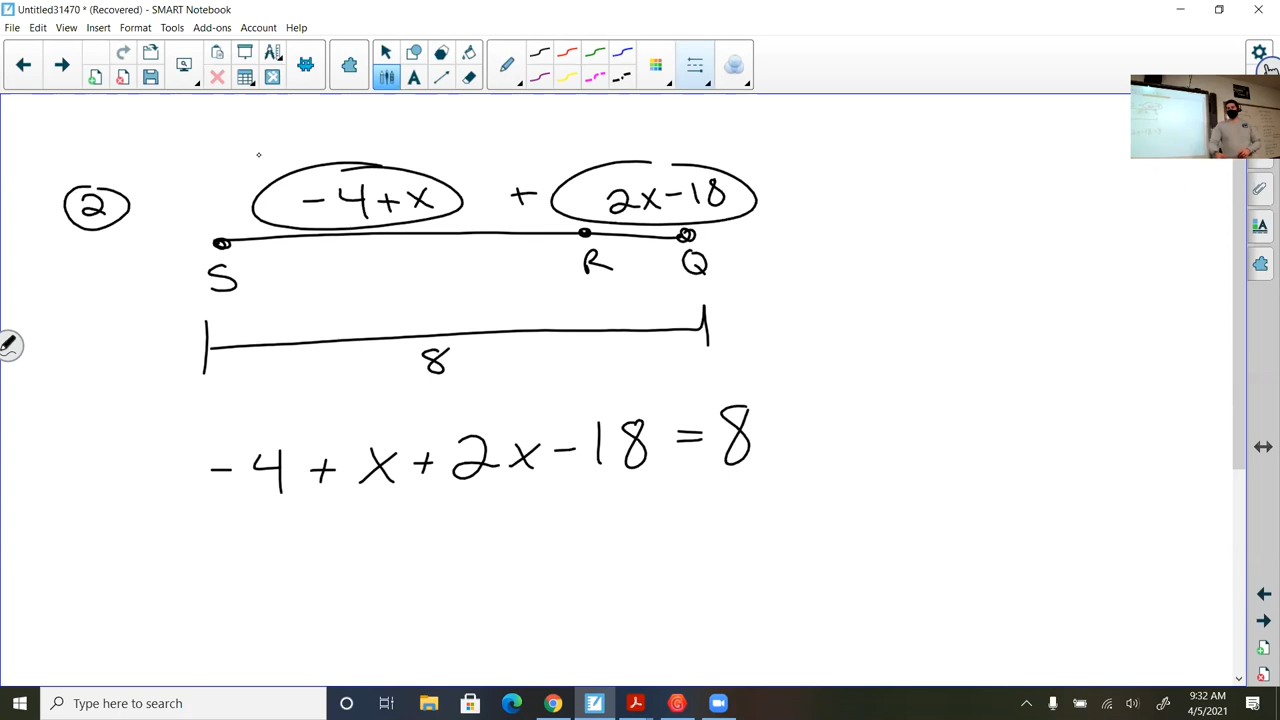 Untitled31470 * (Recovered) - SMART Notebook
File Edit View Insert Format Tools Add-ons Account Help
② -4+x + 2x-18
S R Q
8
-4 + x + 2x - 18 = 8
Type here to search
9:32 AM
4/5/2021